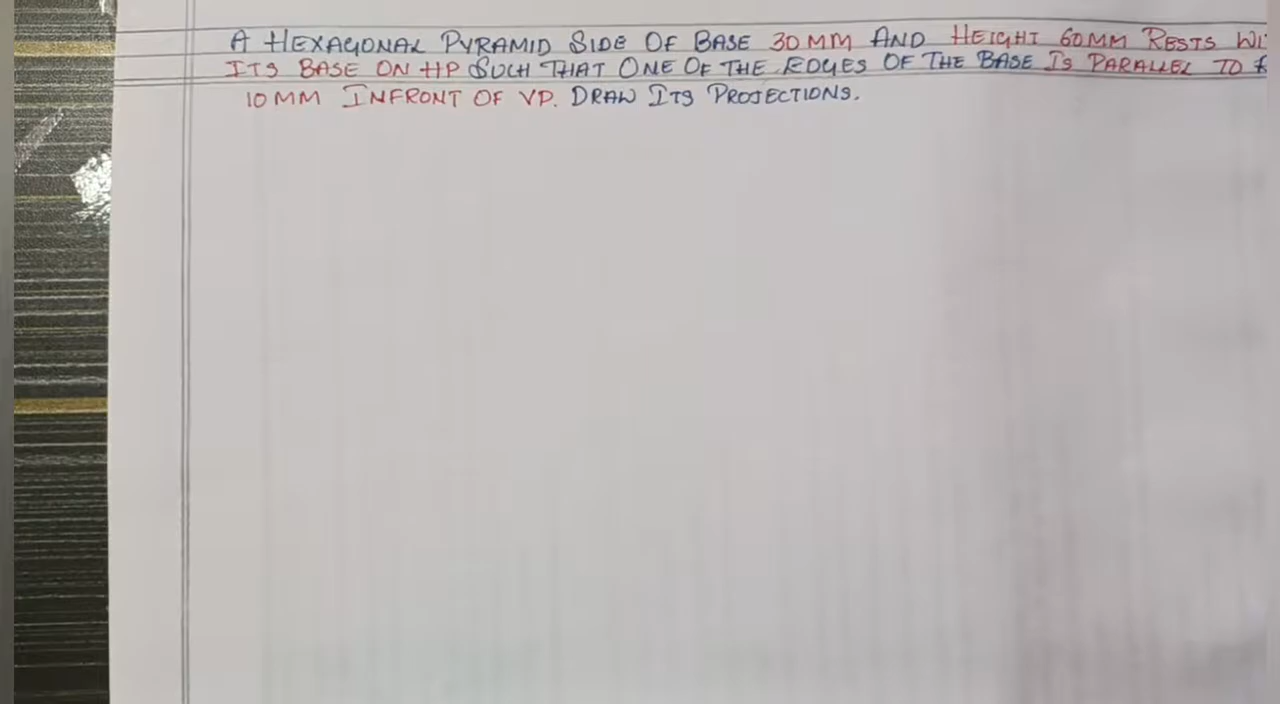 A HEXAGONAL PYRAMID SIDE OF BASE 30 MM AND HEIGHT 60MM RESTS
ITS BASE ON HP SUCH THAT ONE OF THE EDGES OF THE BASE IS PARALLEL TO
10 MM INFRONT OF VP. DRAW ITS PROJECTIONS.